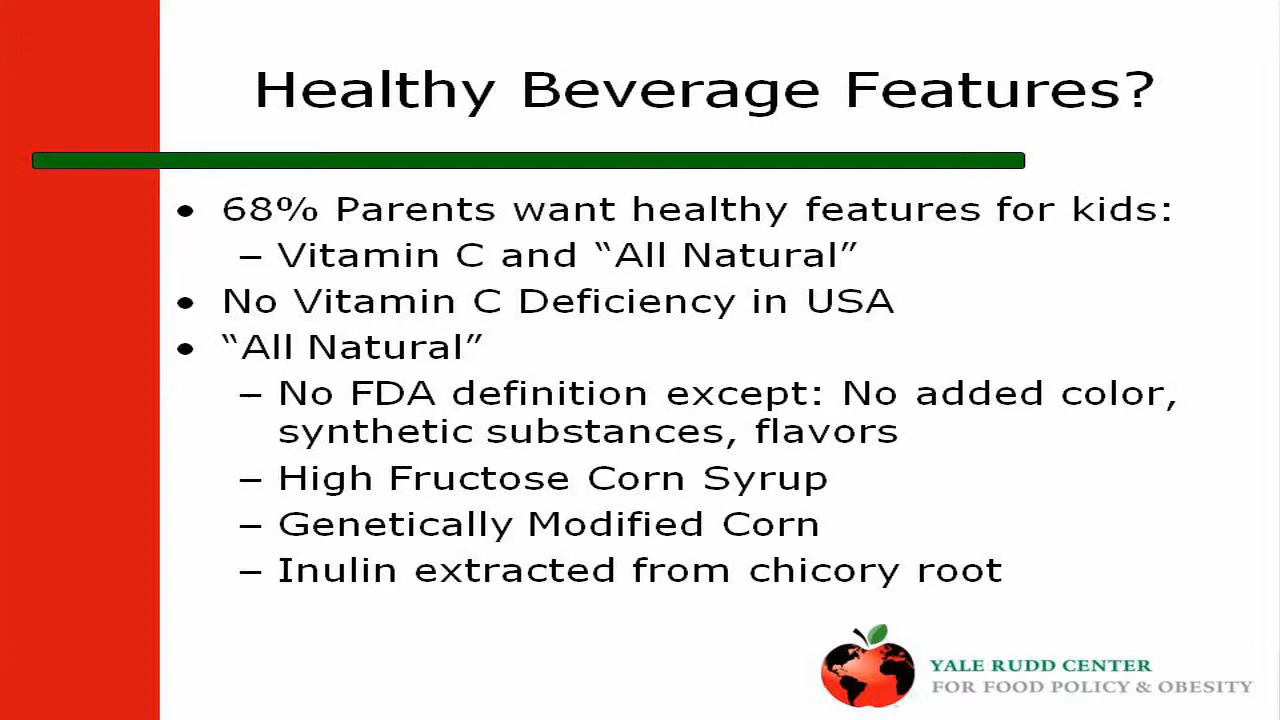 Healthy Beverage Features?
• 68% Parents want healthy features for kids:
– Vitamin C and “All Natural”
• No Vitamin C Deficiency in USA
• “All Natural”
– No FDA definition except: No added color,
synthetic substances, flavors
– High Fructose Corn Syrup
– Genetically Modified Corn
– Inulin extracted from chicory root
YALE RUDD CENTER
FOR FOOD POLICY & OBESITY